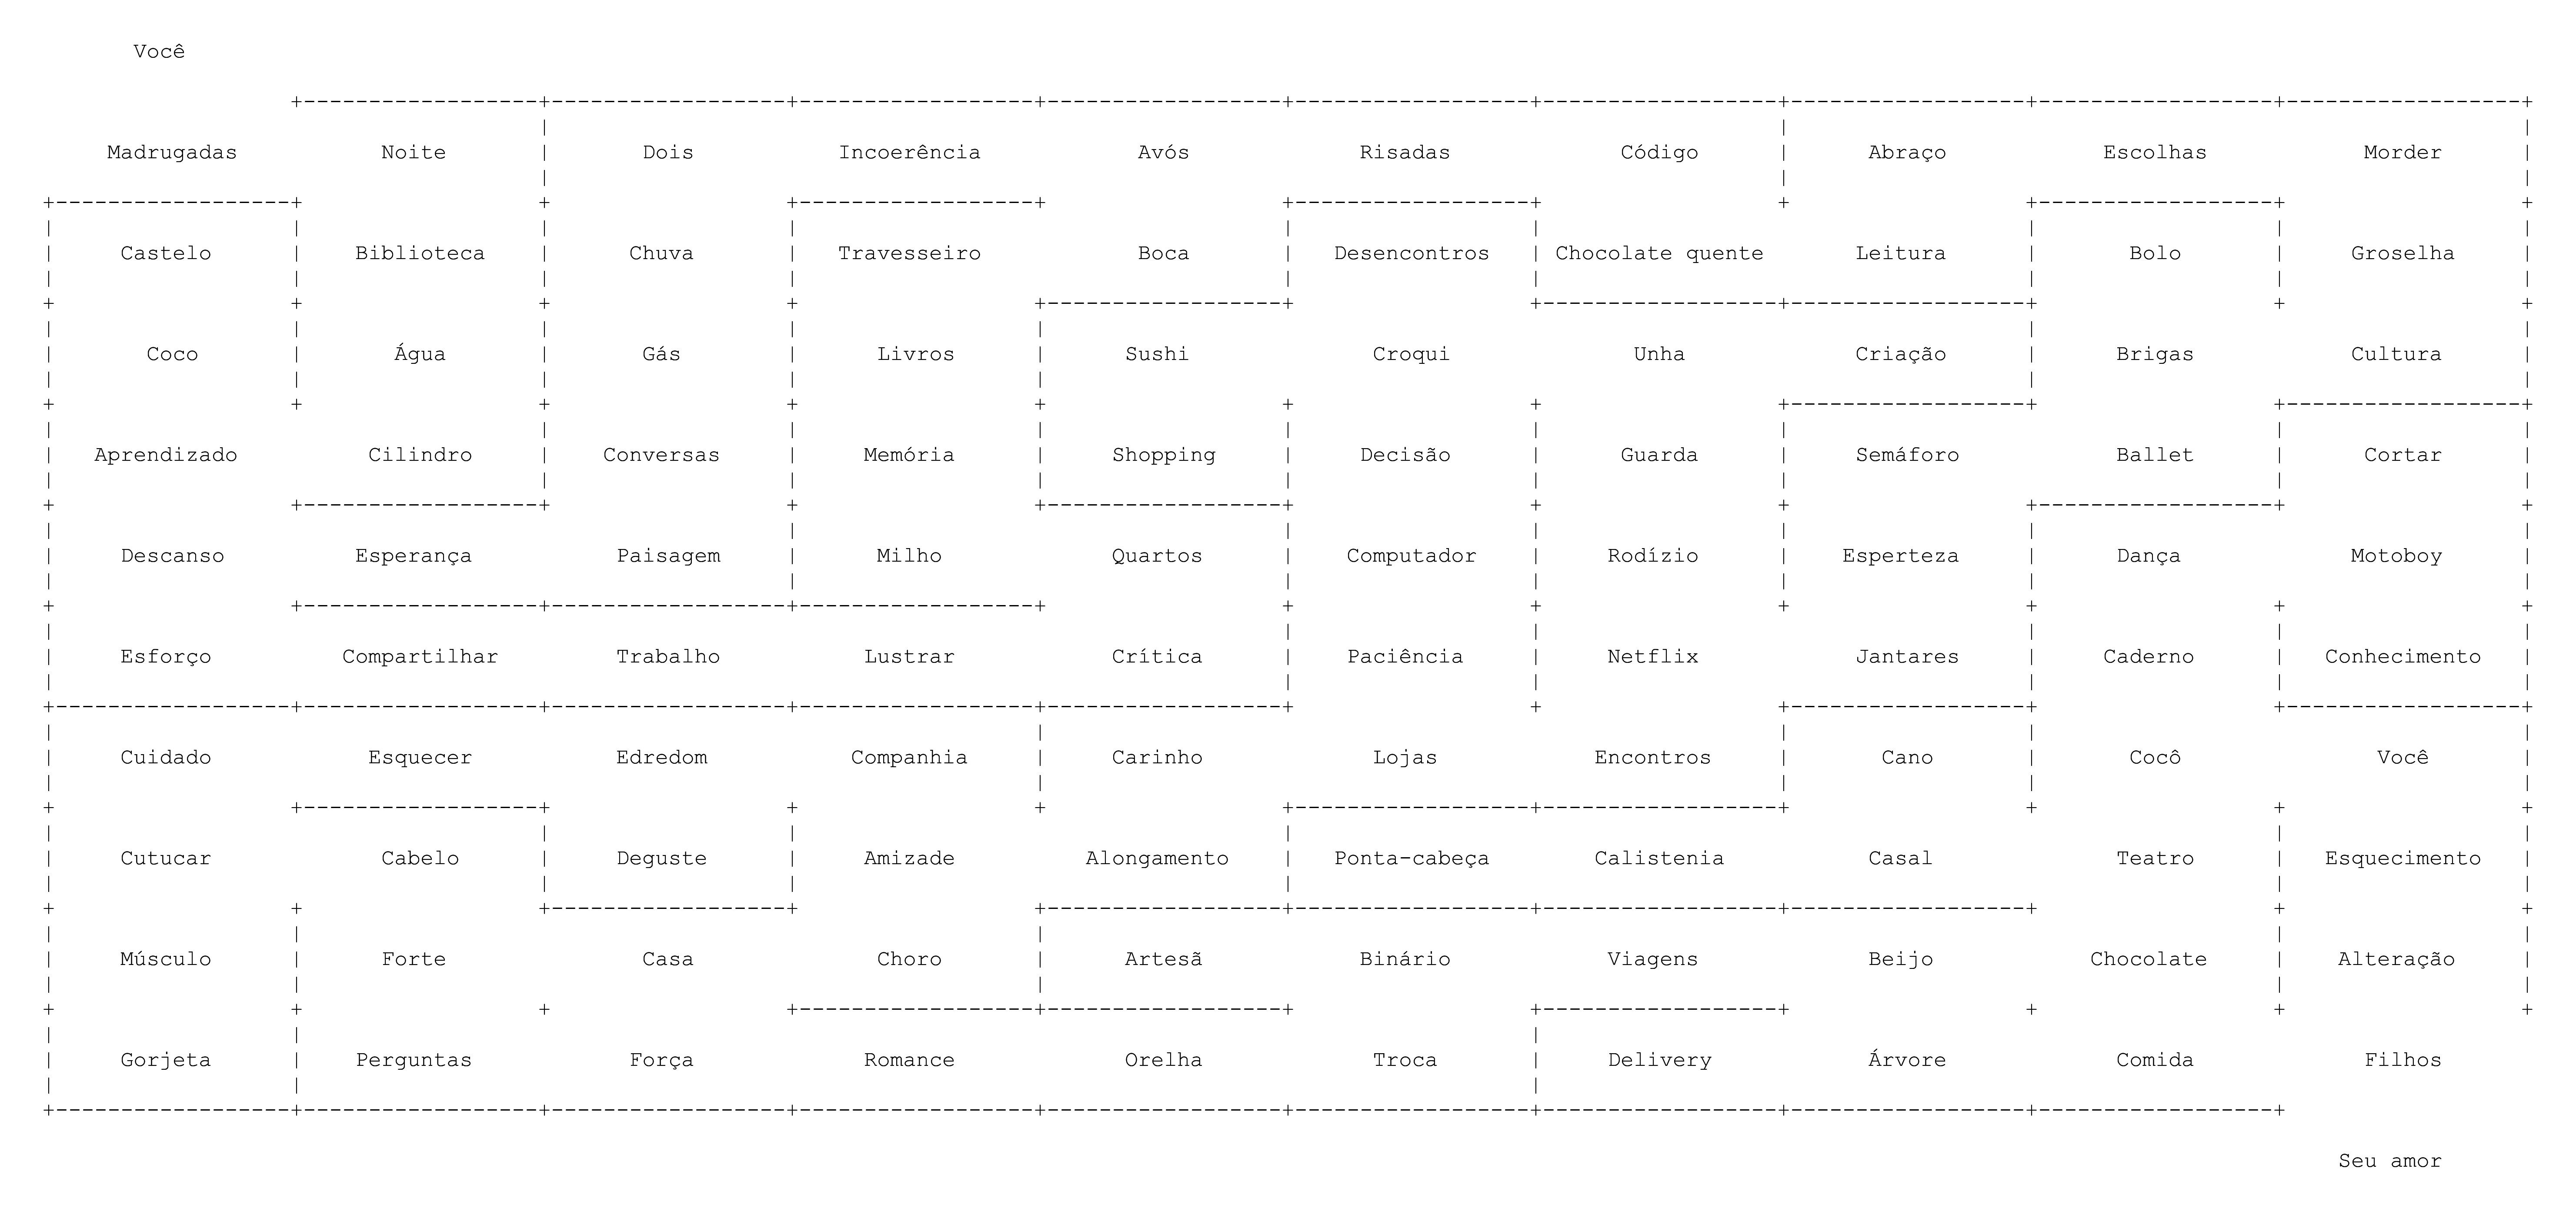 Você
Madrugadas Noite Dois Incoerência Avós Risadas Código Abraço Escolhas Morder
Castelo Biblioteca Chuva Travesseiro Boca Desencontros Chocolate quente Leitura Bolo Groselha
Coco Água Gás Livros Sushi Croqui Unha Criação Brigas Cultura
Aprendizado Cilindro Conversas Memória Shopping Decisão Guarda Semáforo Ballet Cortar
Descanso Esperança Paisagem Milho Quartos Computador Rodízio Esperteza Dança Motoboy
Esforço Compartilhar Trabalho Lustrar Crítica Paciência Netflix Jantares Caderno Conhecimento
Cuidado Esquecer Edredom Companhia Carinho Lojas Encontros Cano Cocô Você
Cutucar Cabelo Deguste Amizade Alongamento Ponta-cabeça Calistenia Casal Teatro Esquecimento
Músculo Forte Casa Choro Artesã Binário Viagens Beijo Chocolate Alteração
Gorjeta Perguntas Força Romance Orelha Troca Delivery Árvore Comida Filhos
Seu amor